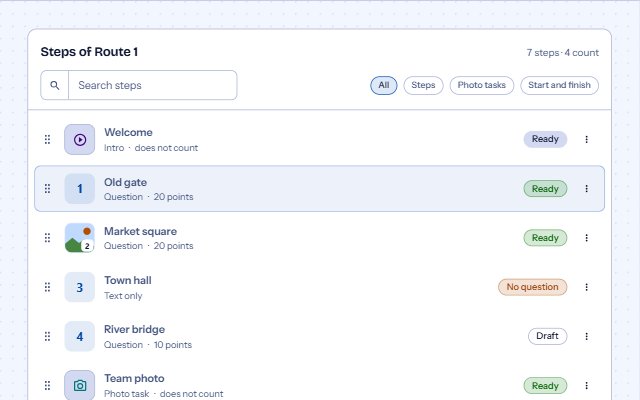 Steps of Route 1
7 steps · 4 count
Search steps
All
Steps
Photo tasks
Start and finish
Welcome
Intro · does not count
Ready
1
Old gate
Question · 20 points
Ready
2
Market square
Question · 20 points
Ready
3
Town hall
Text only
No question
4
River bridge
Question · 10 points
Draft
Team photo
Photo task · does not count
Ready